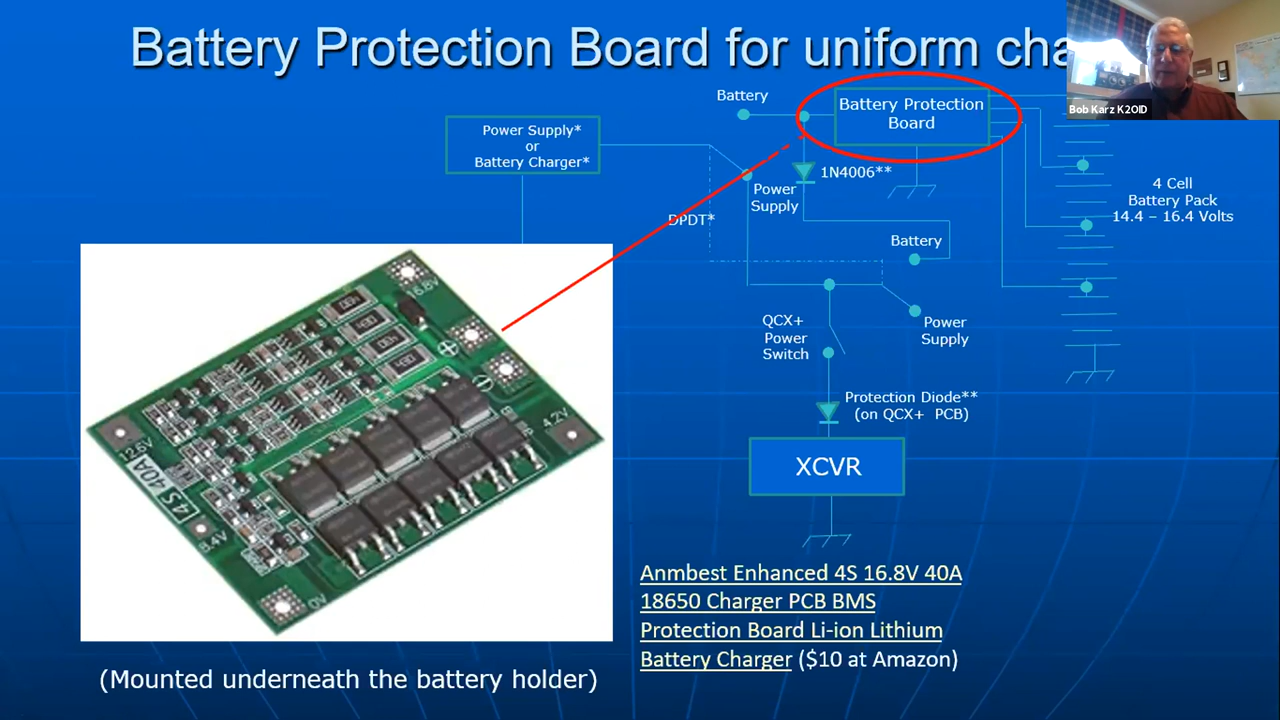 Battery Protection Board for uniform cha
Bob Karz K2OID
Battery
Battery Protection
Board
Power Supply*
or
Battery Charger*
1N4006**
Power
Supply
4 Cell
Battery Pack
14.4 – 16.4 Volts
DPDT*
Battery
QCX+
Power
Switch
Power
Supply
Protection Diode**
(on QCX+ PCB)
XCVR
16.8V
12.6V
4S 40A
8.4V
0V
4.2V
Anmbest Enhanced 4S 16.8V 40A
18650 Charger PCB BMS
Protection Board Li-ion Lithium
Battery Charger ($10 at Amazon)
(Mounted underneath the battery holder)